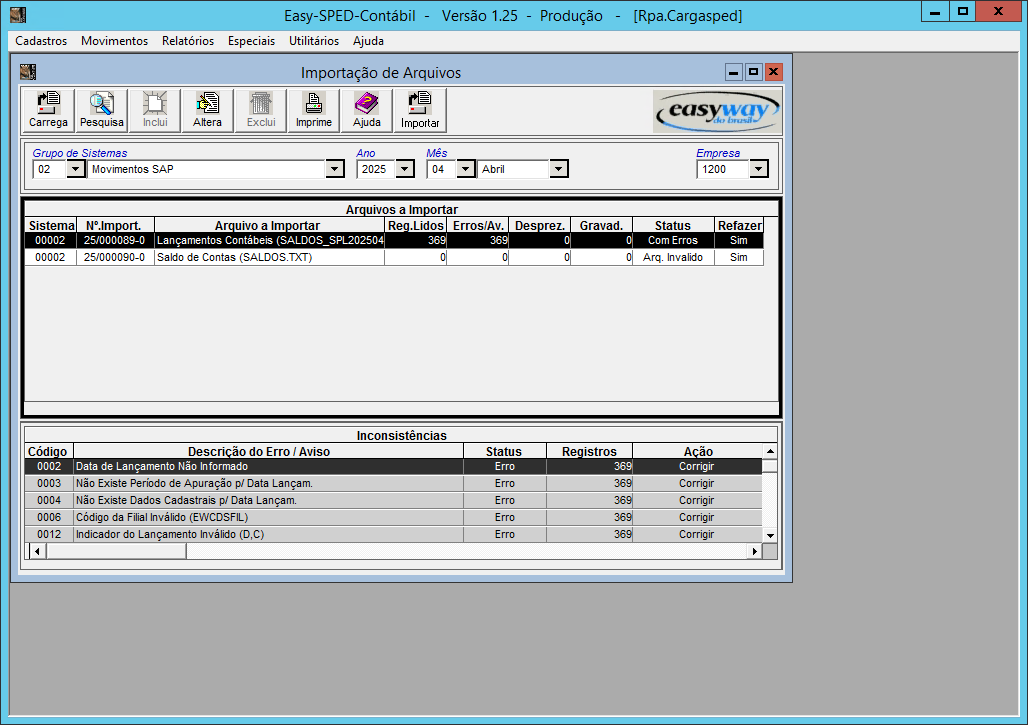 Easy-SPED-Contábil - Versão 1.25 - Produção - [Rpa.Cargasped]
Cadastros Movimentos Relatórios Especiais Utilitários Ajuda
Importação de Arquivos
Carrega Pesquisa Inclui Altera Exclui Imprime Ajuda Importar
easyway
do brasil
Grupo de Sistemas Ano Mês Empresa
02 Movimentos SAP 2025 04 Abril 1200
Arquivos a Importar
Sistema Nº.Import. Arquivo a Importar Reg.Lidos Erros/Av. Desprez. Gravad. Status Refazer
00002 25/000089-0 Lançamentos Contábeis (SALDOS_SPL202504 369 369 0 0 Com Erros Sim
00002 25/000090-0 Saldo de Contas (SALDOS.TXT) 0 0 0 0 Arq. Invalido Sim
Inconsistências
Código Descrição do Erro / Aviso Status Registros Ação
0002 Data de Lançamento Não Informado Erro 369 Corrigir
0003 Não Existe Período de Apuração p/ Data Lançam. Erro 369 Corrigir
0004 Não Existe Dados Cadastrais p/ Data Lançam. Erro 369 Corrigir
0006 Código da Filial Inválido (EWCDSFIL) Erro 369 Corrigir
0012 Indicador do Lançamento Inválido (D,C) Erro 369 Corrigir